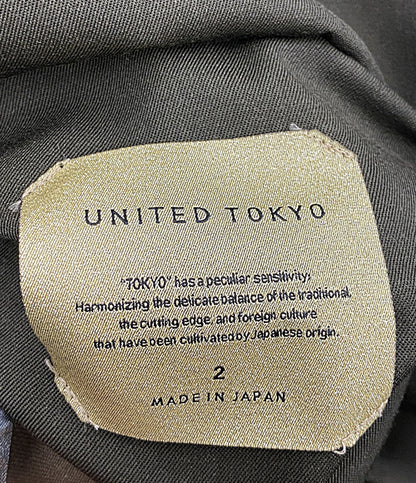 UNITED TOKYO
"TOKYO" has a peculiar sensitivity,
Harmonizing the delicate balance of the traditional,
the cutting edge, and foreign culture
that have been cultivated by Japanese origin.
2
MADE IN JAPAN